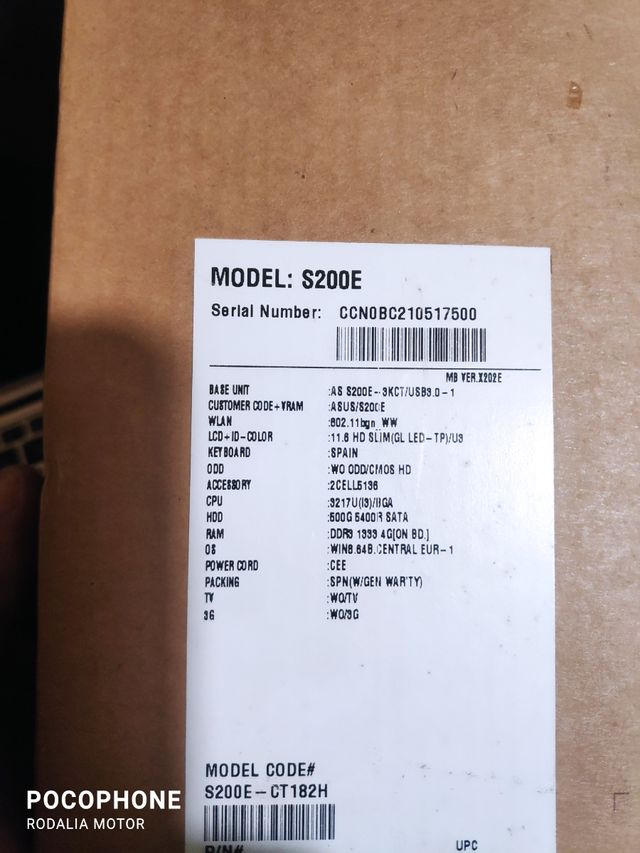 MODEL: S200E
Serial Number: CCN0BC210517500
MB VER.X202E
BASE UNIT :AS S200E-3KCT/USB3.0-1
CUSTOMER CODE+VRAM :ASUS/S200E
WLAN :802.11bgn_WW
LCD+ID-COLOR :11.6 HD SLIM(GL LED-TP)/U3
KEYBOARD :SPAIN
ODD :WO ODD/CMOS HD
ACCESSORY :2CELL5136
CPU :3217U(I3)/BGA
HDD :500G 5400R SATA
RAM :DDR3 1333 4G[ON BD.]
OS :WIN8.64B.CENTRAL EUR-1
POWER CORD :CEE
PACKING :SPN(W/GEN WAR'TY)
TV :WO/TV
3G :WO/3G
MODEL CODE#
S200E-CT182H
P/N# UPC
POCOPHONE
RODALIA MOTOR